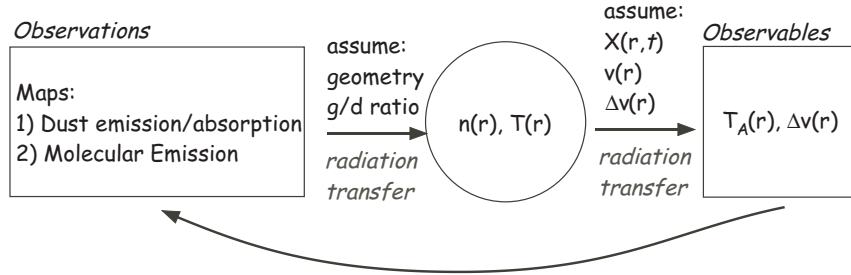 Observations
Maps:
1) Dust emission/absorption
2) Molecular Emission
assume:
geometry
g/d ratio
radiation
transfer
n(r), T(r)
assume:
X(r,t)
v(r)
Δv(r)
radiation
transfer
Observables
T_A(r), Δv(r)